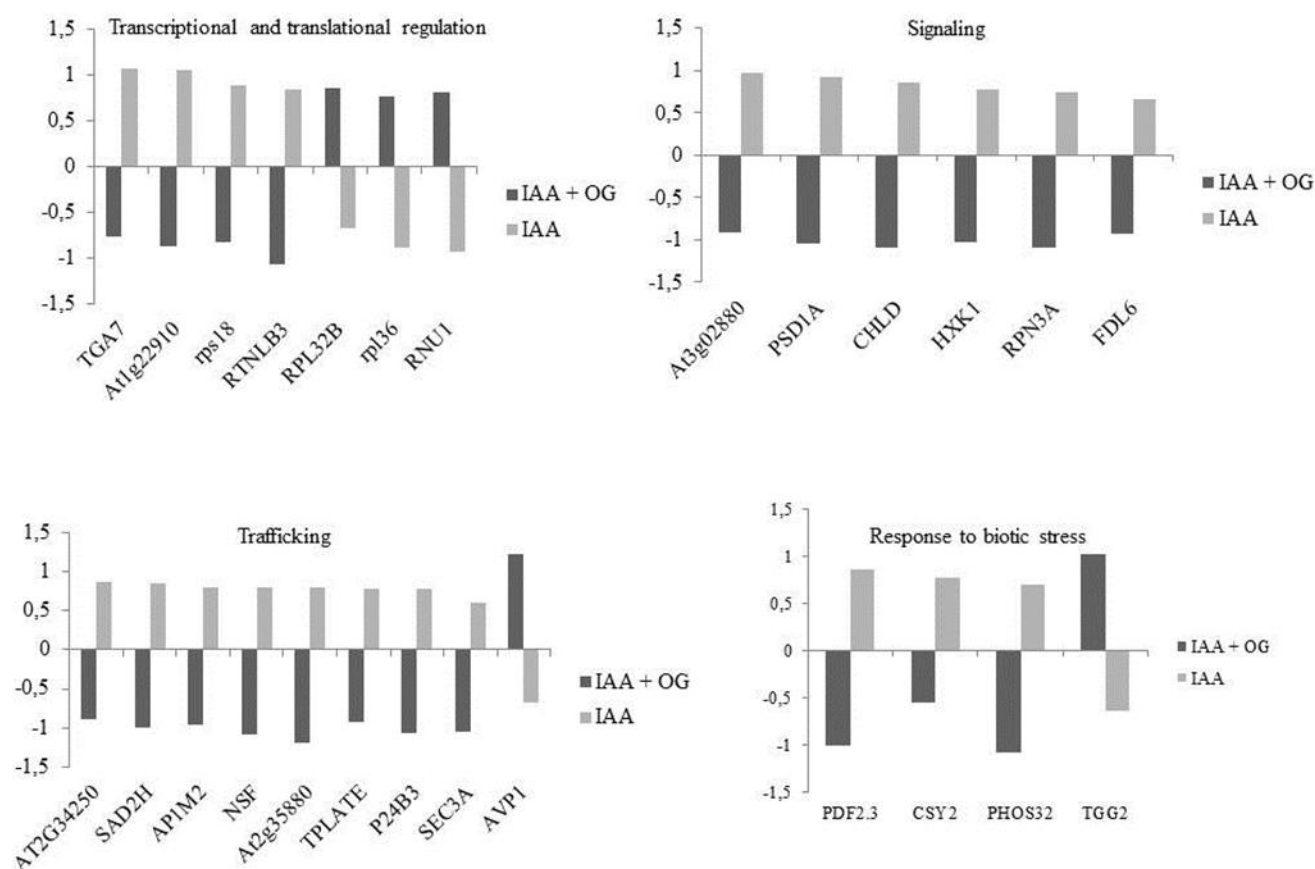 Transcriptional and translational regulation
1,5
1
0,5
0
-0,5
-1
-1,5
TGA7
At1g22910
rps18
RTNLB3
RPL32B
rpl36
RNU1
IAA + OG
IAA
Signaling
1,5
1
0,5
0
-0,5
-1
-1,5
At3g02880
PSD1A
CHLD
HXK1
RPN3A
FDL6
IAA + OG
IAA
Trafficking
1,5
1
0,5
0
-0,5
-1
-1,5
AT2G34250
SAD2H
AP1M2
NSF
At2g35880
TPLATE
P24B3
SEC3A
AVP1
IAA + OG
IAA
Response to biotic stress
1,5
1
0,5
0
-0,5
-1
-1,5
PDF2.3
CSY2
PHOS32
TGG2
IAA + OG
IAA